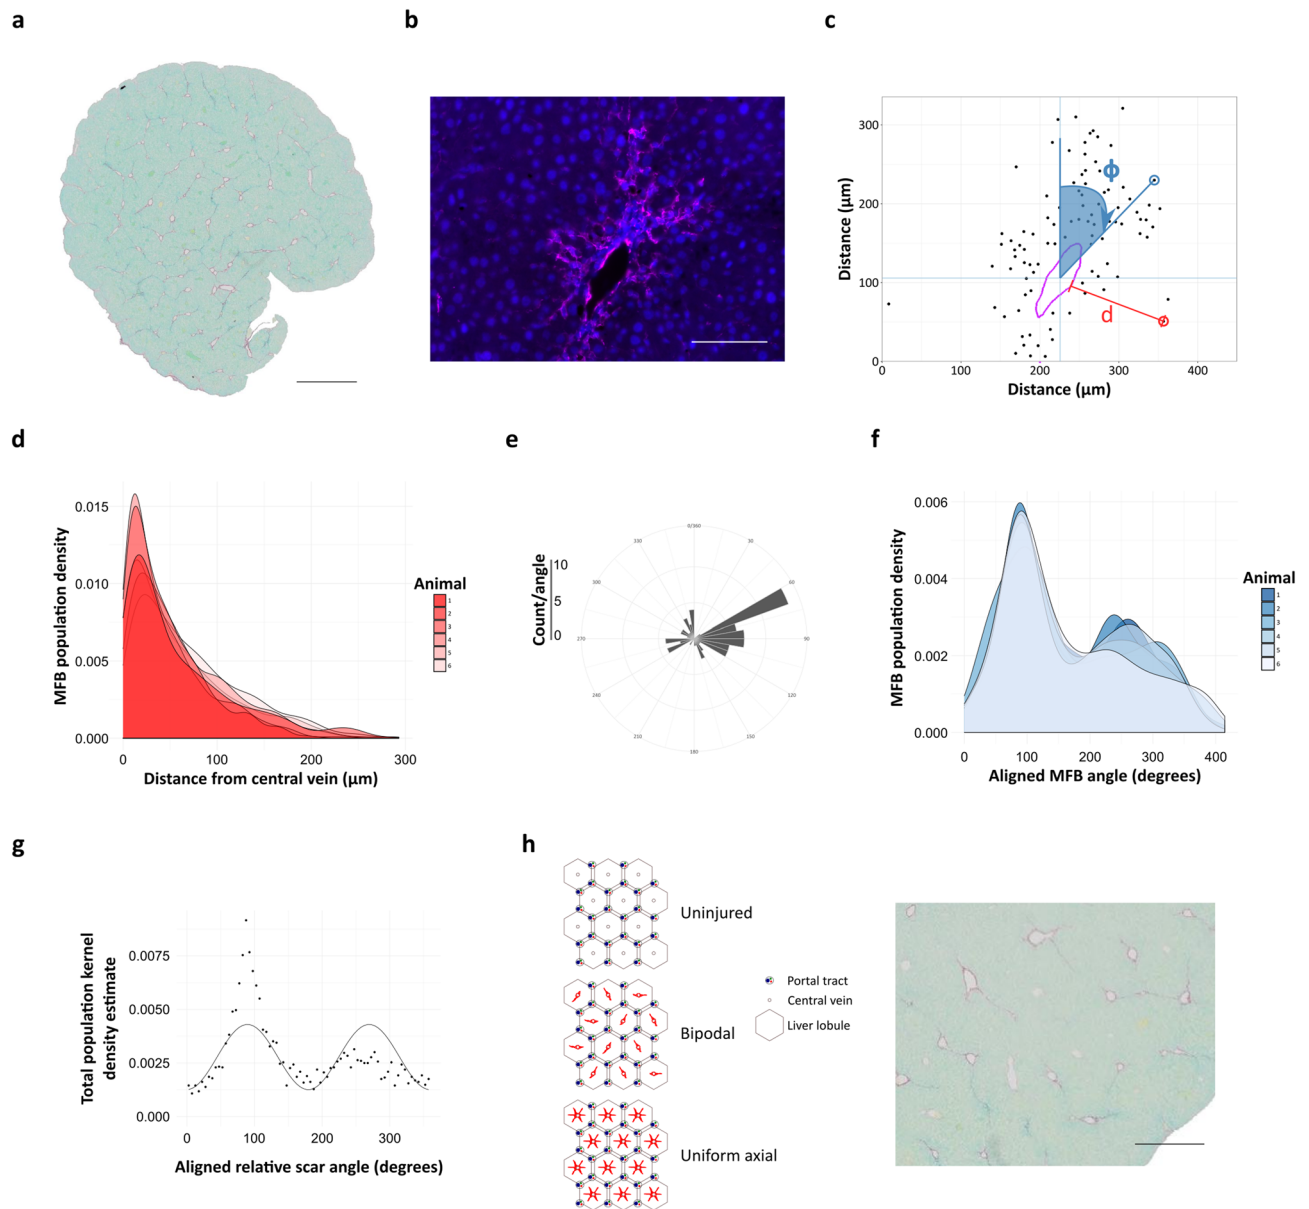 a
b
c
300
200
100
0
Distance (µm)
ϕ
d
0
100
200
300
400
Distance (µm)
d
0.015
0.010
0.005
0.000
MFB population density
0
100
200
300
Distance from central vein (µm)
Animal
1
2
3
4
5
6
e
Count/angle
10
5
0
0/360
30
60
90
120
150
180
210
240
270
300
330
f
0.006
0.004
0.002
0.000
MFB population density
0
100
200
300
400
Aligned MFB angle (degrees)
Animal
1
2
3
4
5
6
g
Total population kernel
density estimate
0.0075
0.0050
0.0025
0.000
0
100
200
300
Aligned relative scar angle (degrees)
h
Uninjured
Bipodal
Uniform axial
Portal tract
Central vein
Liver lobule